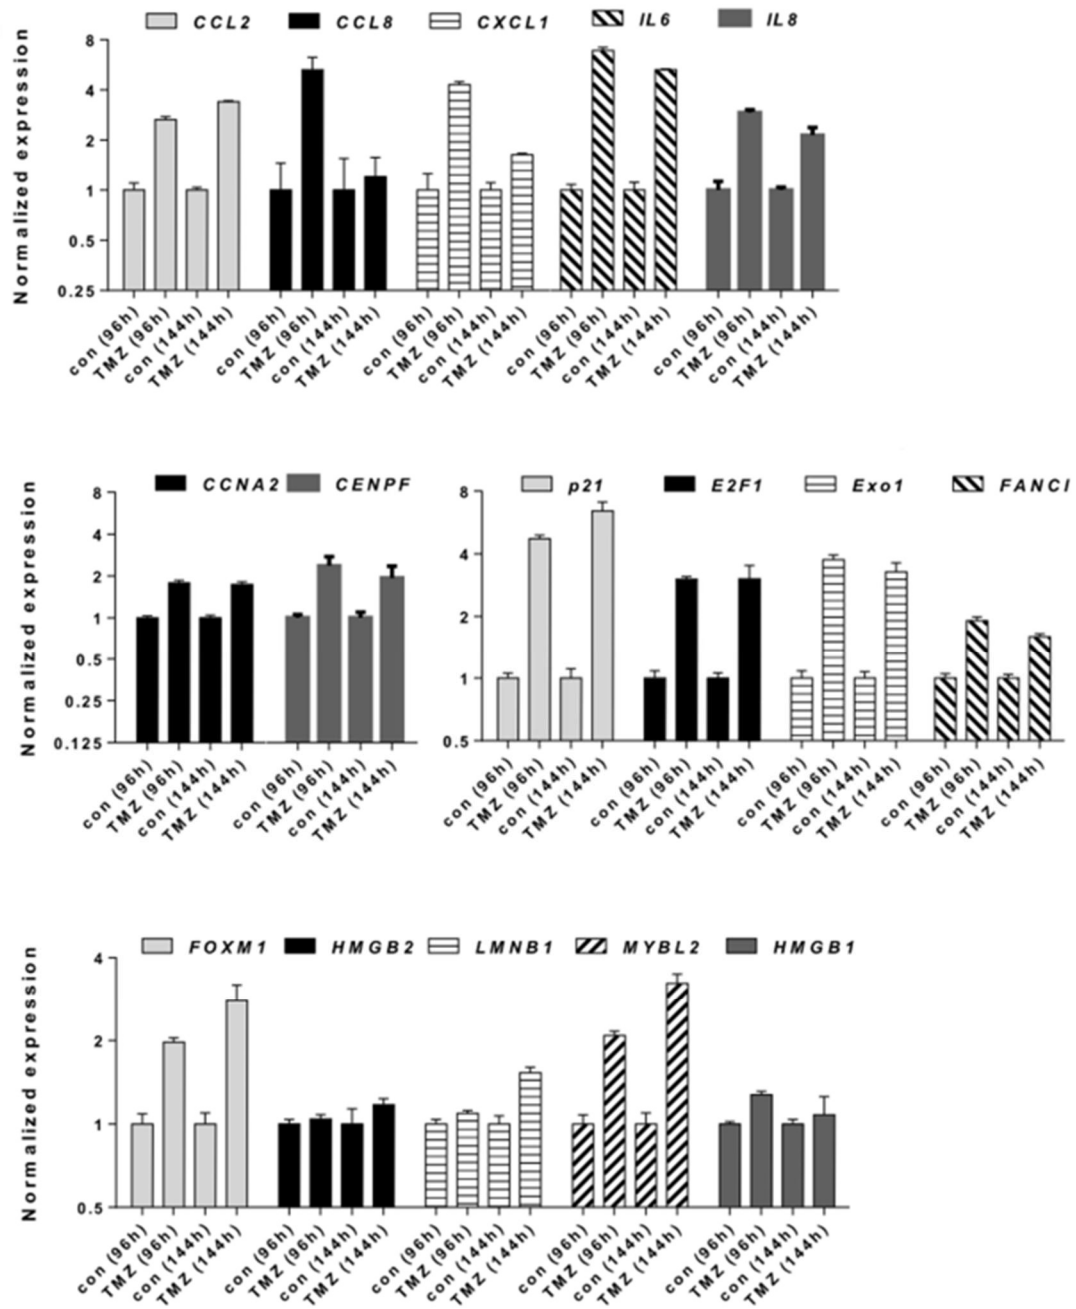 CCL2 CCL8 CXCL1 IL6 IL8
Normalized expression
8
4
2
1
0.5
0.25
con (96h) TMZ (96h) con (144h) TMZ (144h) con (96h) TMZ (96h) con (144h) TMZ (144h) con (96h) TMZ (96h) con (144h) TMZ (144h) con (96h) TMZ (96h) con (144h) TMZ (144h) con (96h) TMZ (96h) con (144h) TMZ (144h)
CCNA2 CENPF
Normalized expression
8
4
2
1
0.5
0.25
0.125
con (96h) TMZ (96h) con (144h) TMZ (144h) con (96h) TMZ (96h) con (144h) TMZ (144h)
p21 E2F1 Exo1 FANCI
8
4
2
1
0.5
con (96h) TMZ (96h) con (144h) TMZ (144h) con (96h) TMZ (96h) con (144h) TMZ (144h) con (96h) TMZ (96h) con (144h) TMZ (144h) con (96h) TMZ (96h) con (144h) TMZ (144h)
FOXM1 HMGB2 LMNB1 MYBL2 HMGB1
Normalized expression
4
2
1
0.5
con (96h) TMZ (96h) con (144h) TMZ (144h) con (96h) TMZ (96h) con (144h) TMZ (144h) con (96h) TMZ (96h) con (144h) TMZ (144h) con (96h) TMZ (96h) con (144h) TMZ (144h) con (96h) TMZ (96h) con (144h) TMZ (144h)